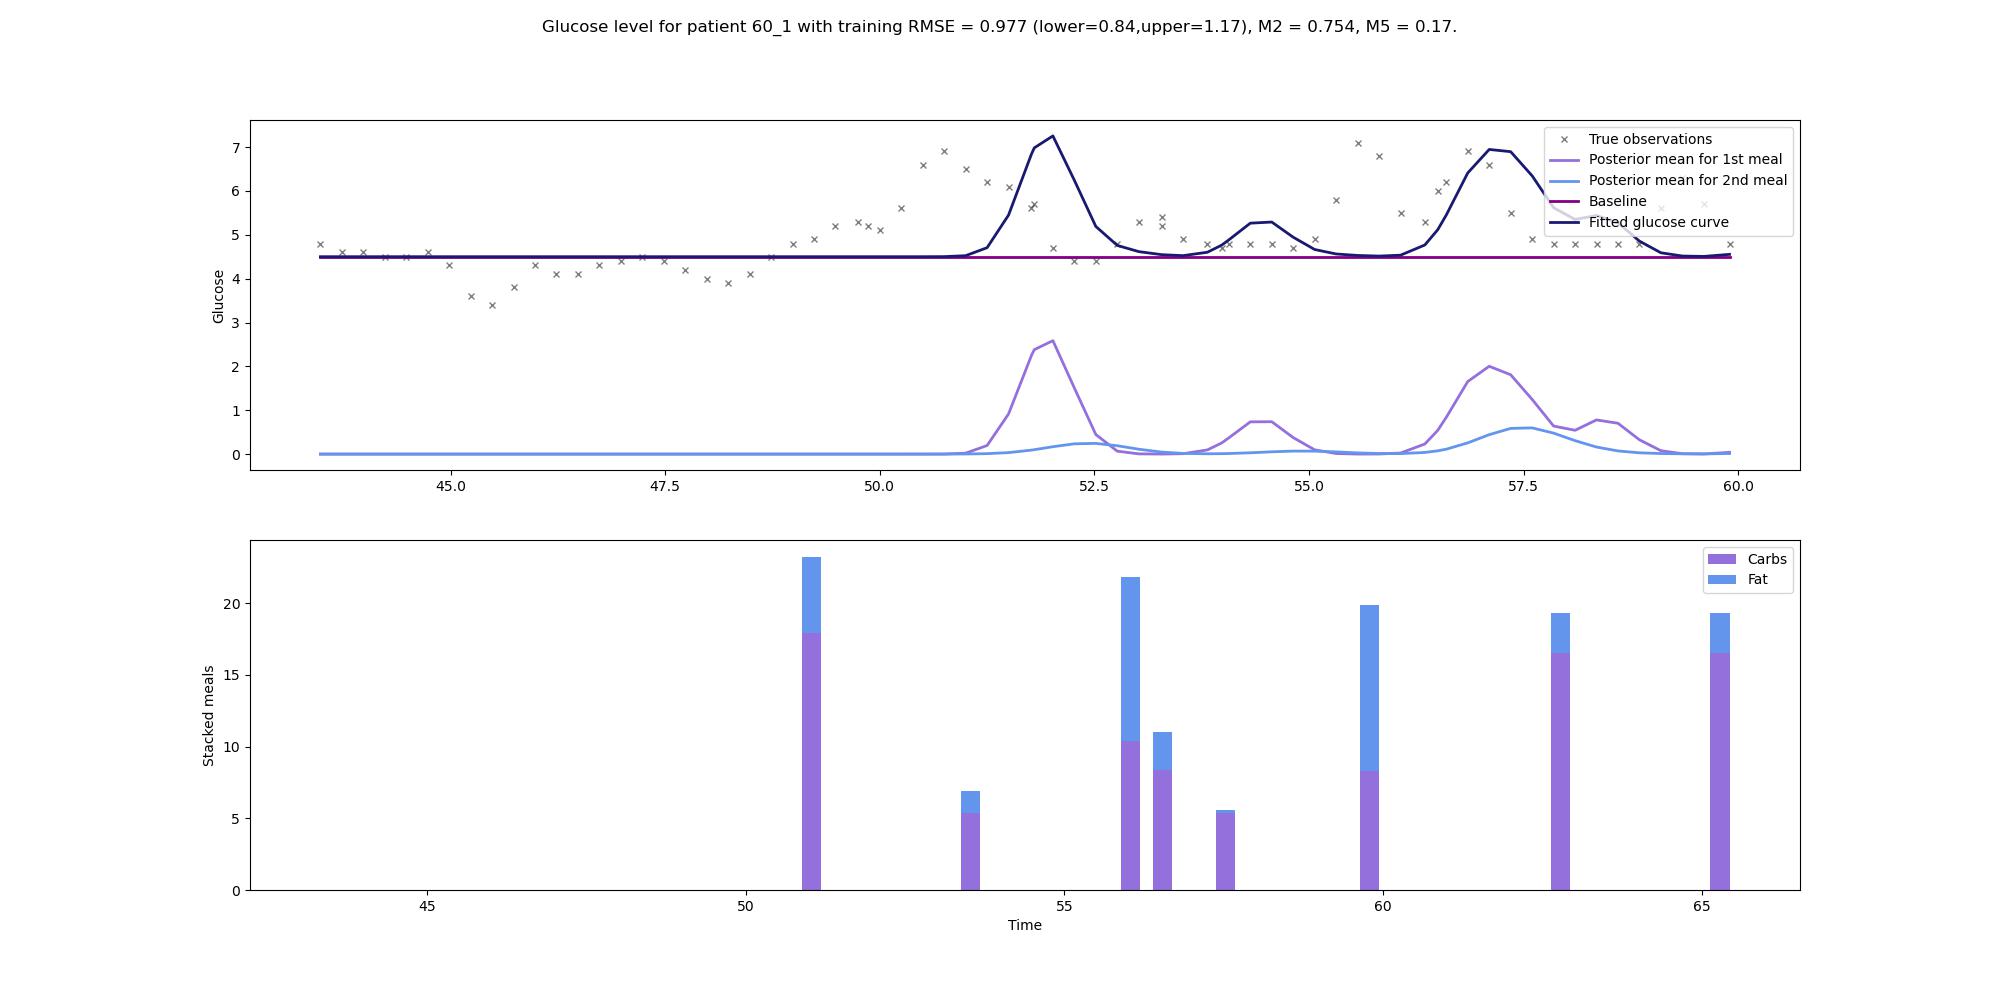 Glucose level for patient 60_1 with training RMSE = 0.977 (lower=0.84,upper=1.17), M2 = 0.754, M5 = 0.17.
True observations
Posterior mean for 1st meal
Posterior mean for 2nd meal
Baseline
Fitted glucose curve
Glucose
7
6
5
4
3
2
1
0
45.0 47.5 50.0 52.5 55.0 57.5 60.0
Carbs
Fat
Stacked meals
20
15
10
5
0
45 50 55 60 65
Time